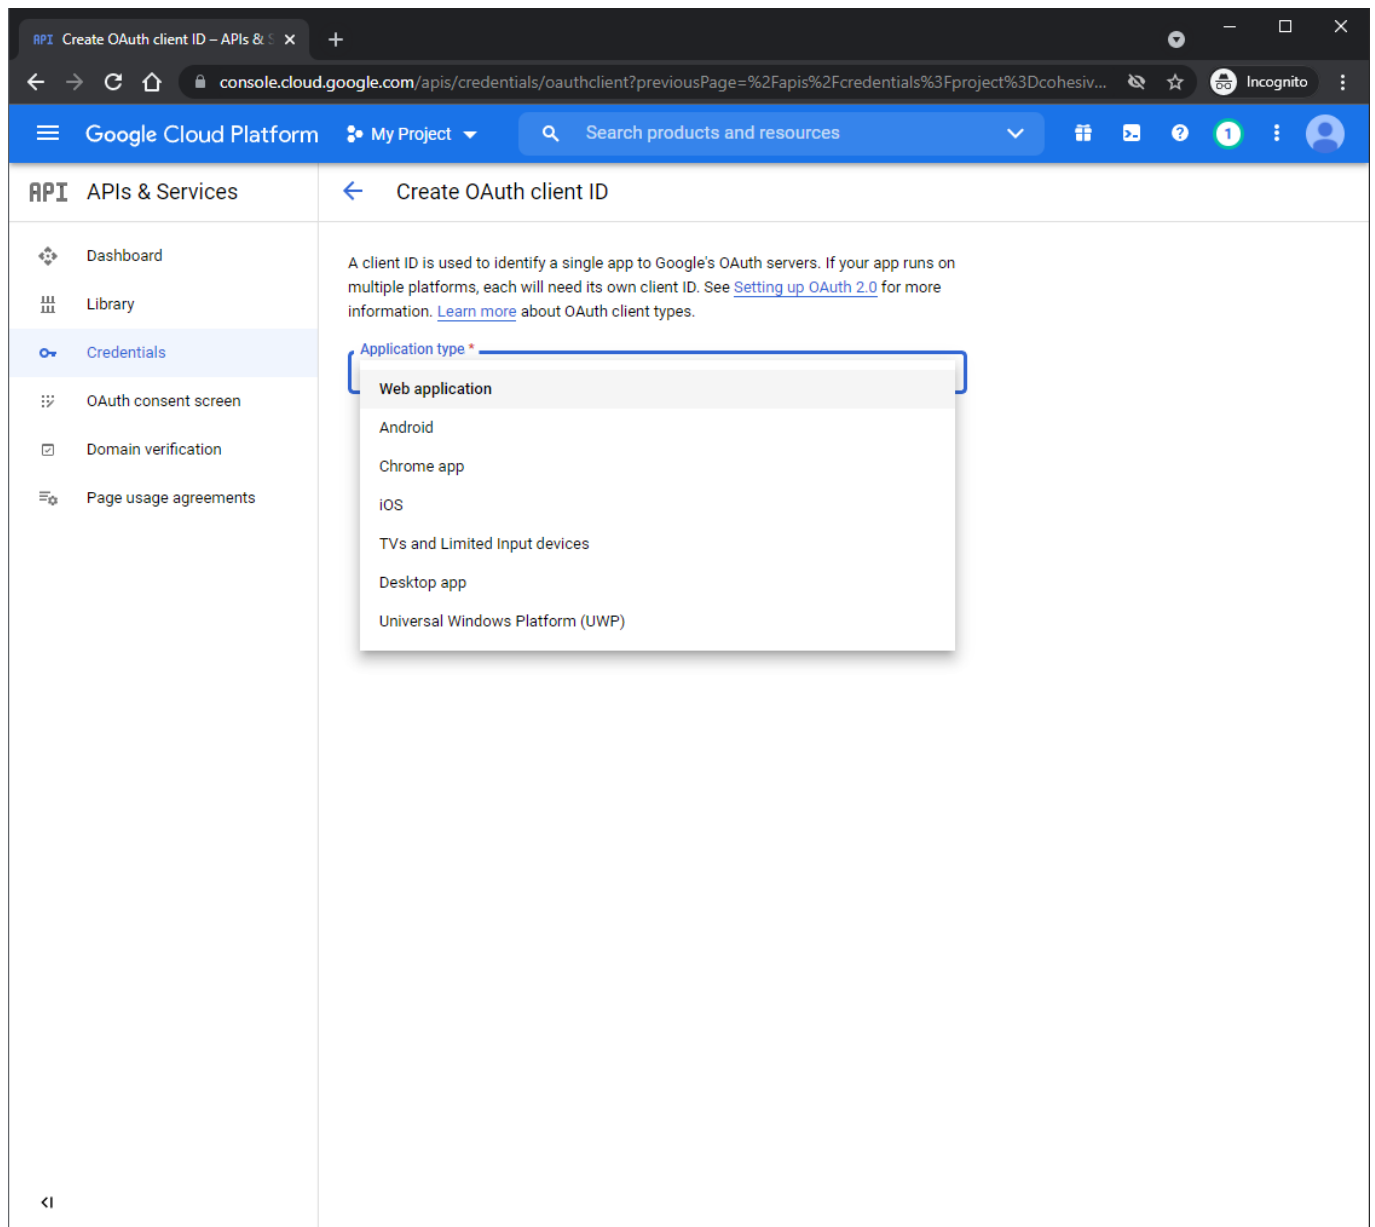 API Create OAuth client ID – APIs & S
console.cloud.google.com/apis/credentials/oauthclient?previousPage=%2Fapis%2Fcredentials%3Fproject%3Dcohesiv... Incognito
Google Cloud Platform My Project Search products and resources 1
API APIs & Services
Create OAuth client ID
Dashboard
Library
Credentials
OAuth consent screen
Domain verification
Page usage agreements
A client ID is used to identify a single app to Google's OAuth servers. If your app runs on
multiple platforms, each will need its own client ID. See Setting up OAuth 2.0 for more
information. Learn more about OAuth client types.
Application type *
Web application
Android
Chrome app
iOS
TVs and Limited Input devices
Desktop app
Universal Windows Platform (UWP)